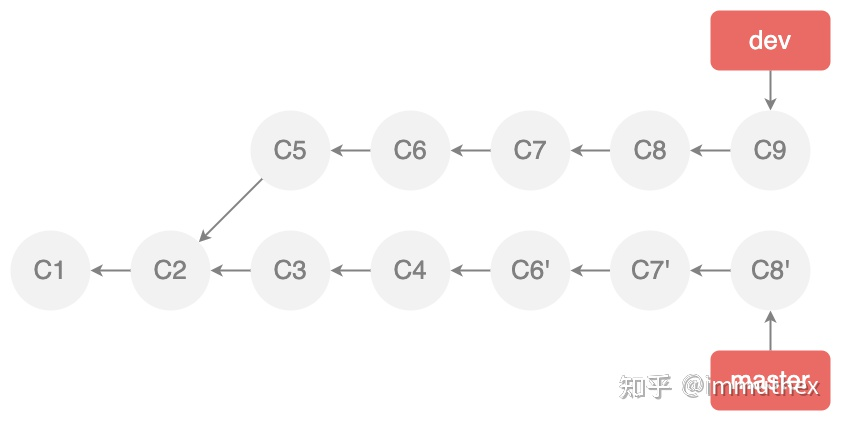 dev
C5 C6 C7 C8 C9
C1 C2 C3 C4 C6' C7' C8'
master
知乎 @immuthex